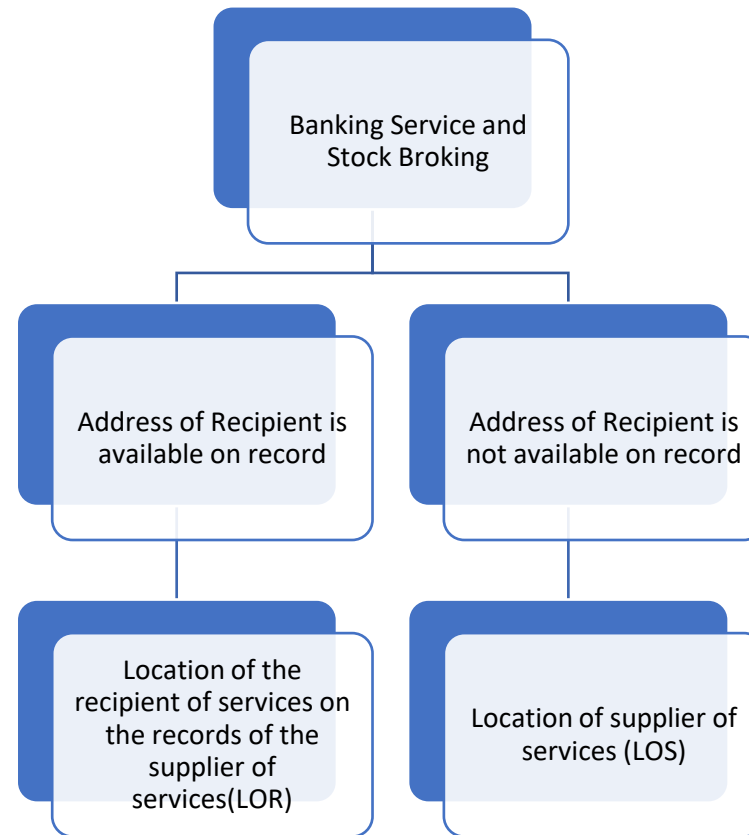 Banking Service and
Stock Broking
Address of Recipient is
available on record
Address of Recipient is
not available on record
Location of the
recipient of services on
the records of the
supplier of
services(LOR)
Location of supplier of
services (LOS)